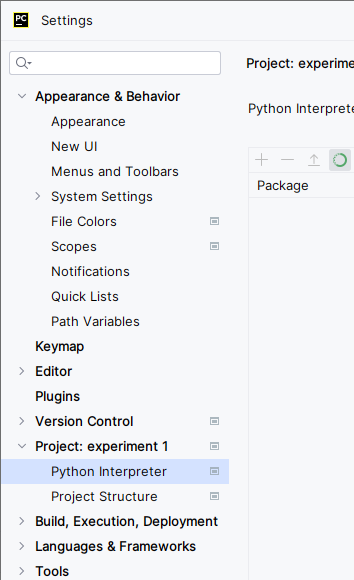 PC Settings
Project: experime
Appearance & Behavior
Python Interprete
Appearance
New UI
Menus and Toolbars
Package
System Settings
File Colors
Scopes
Notifications
Quick Lists
Path Variables
Keymap
Editor
Plugins
Version Control
Project: experiment 1
Python Interpreter
Project Structure
Build, Execution, Deployment
Languages & Frameworks
Tools